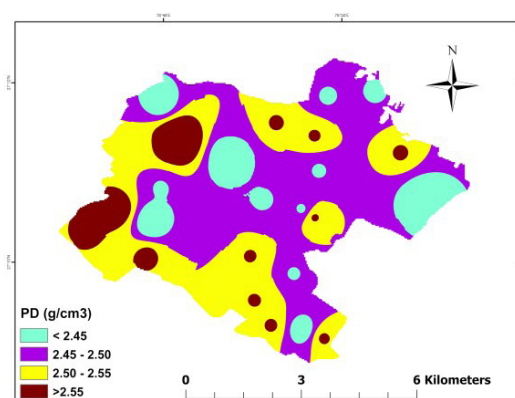 N
PD (g/cm3)
< 2.45
2.45 - 2.50
2.50 - 2.55
>2.55
0 3 6 Kilometers